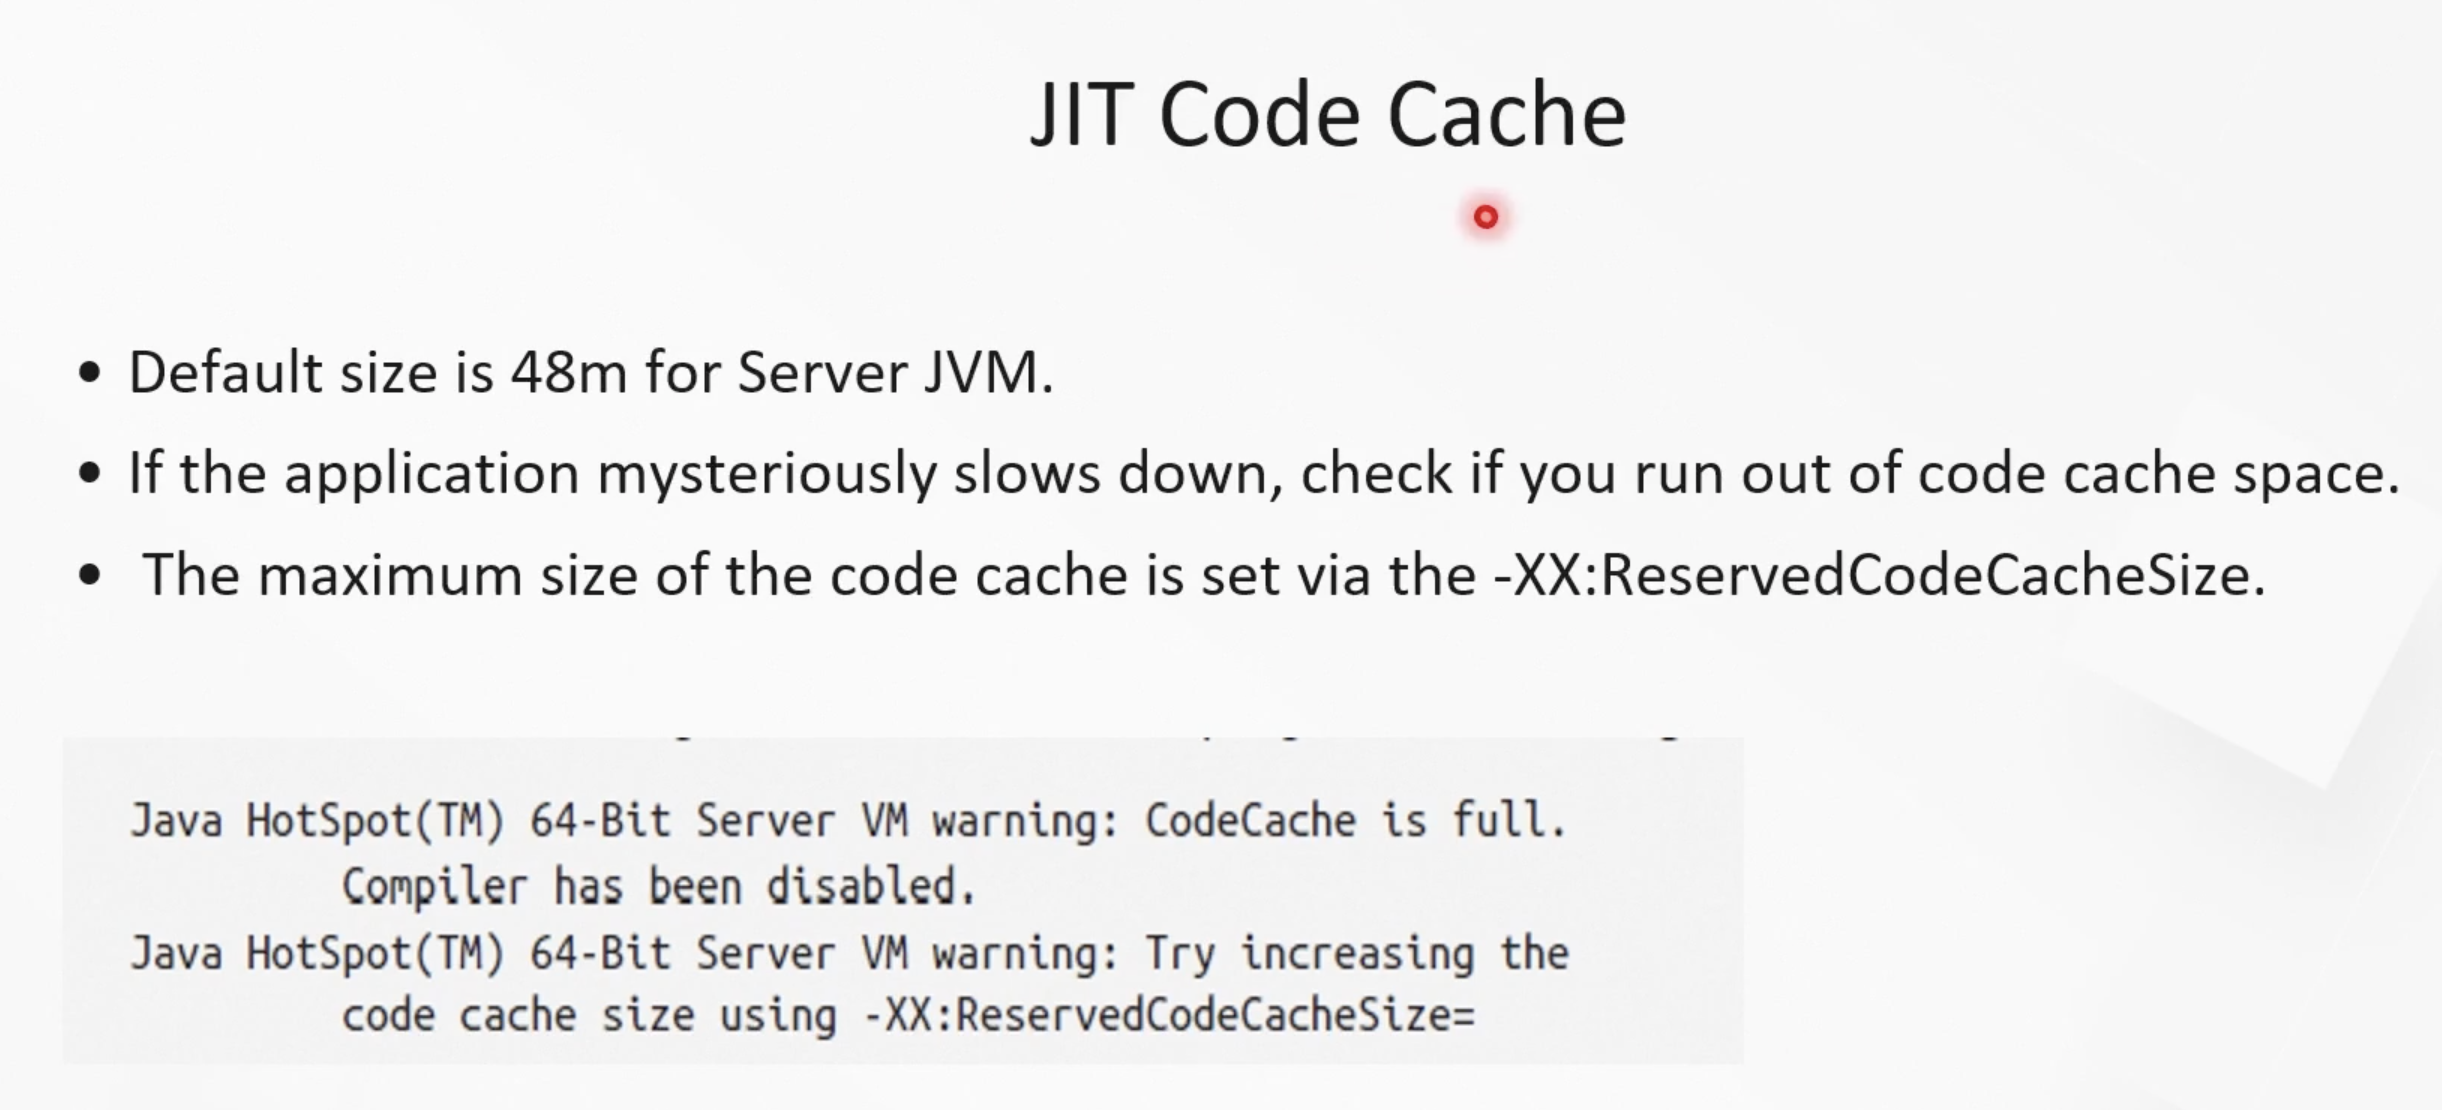 JIT Code Cache
• Default size is 48m for Server JVM.
• If the application mysteriously slows down, check if you run out of code cache space.
• The maximum size of the code cache is set via the -XX:ReservedCodeCacheSize.
Java HotSpot(TM) 64-Bit Server VM warning: CodeCache is full.
Compiler has been disabled.
Java HotSpot(TM) 64-Bit Server VM warning: Try increasing the
code cache size using -XX:ReservedCodeCacheSize=